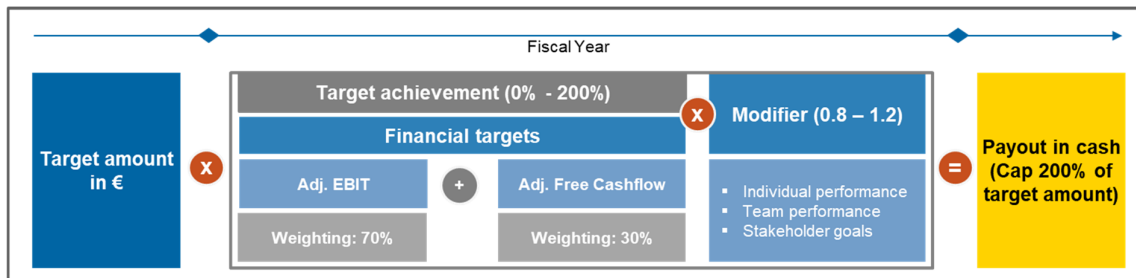 Fiscal Year
Target amount
in €
x
Target achievement (0% - 200%)
Financial targets
Adj. EBIT
+
Adj. Free Cashflow
Weighting: 70%
Weighting: 30%
x
Modifier (0.8 – 1.2)
▪ Individual performance
▪ Team performance
▪ Stakeholder goals
=
Payout in cash
(Cap 200% of
target amount)